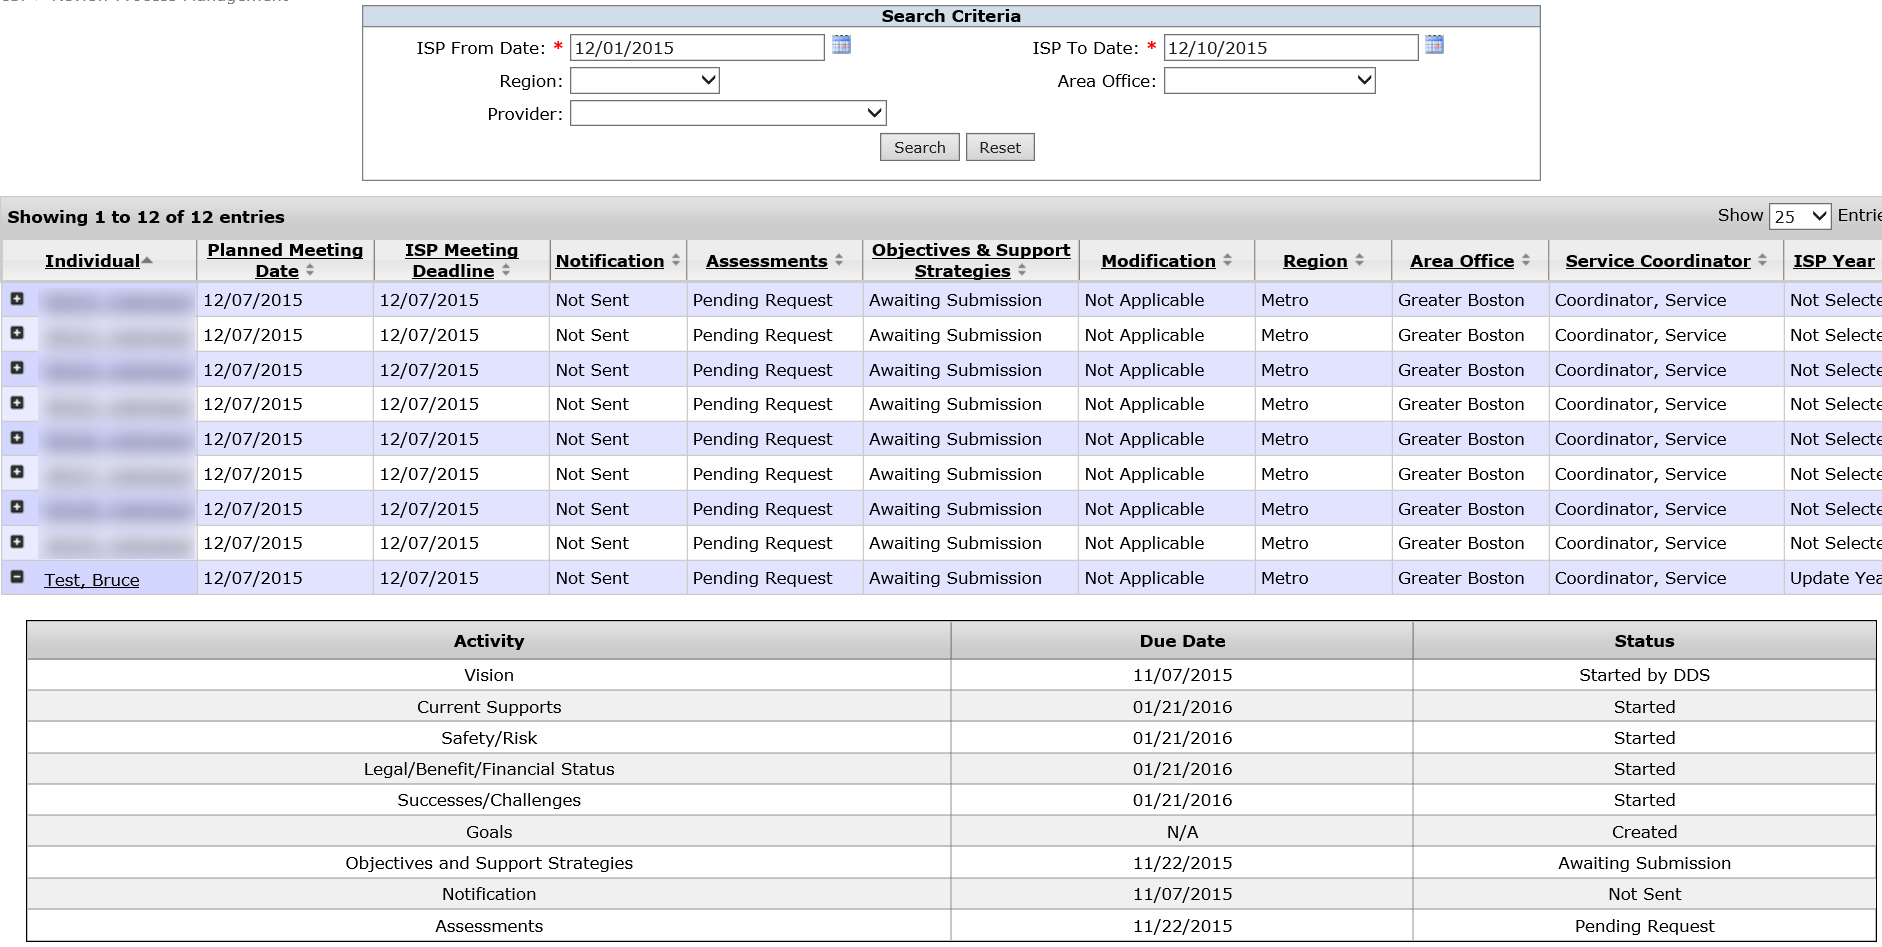 Review Process Management
Search Criteria
ISP From Date: * 12/01/2015 ISP To Date: * 12/10/2015
Region: Area Office:
Provider:
Search Reset
Showing 1 to 12 of 12 entries Show 25 Entrie
Individual Planned Meeting Date ISP Meeting Deadline Notification Assessments Objectives & Support Strategies Modification Region Area Office Service Coordinator ISP Year
12/07/2015 12/07/2015 Not Sent Pending Request Awaiting Submission Not Applicable Metro Greater Boston Coordinator, Service Not Selecte
12/07/2015 12/07/2015 Not Sent Pending Request Awaiting Submission Not Applicable Metro Greater Boston Coordinator, Service Not Selecte
12/07/2015 12/07/2015 Not Sent Pending Request Awaiting Submission Not Applicable Metro Greater Boston Coordinator, Service Not Selecte
12/07/2015 12/07/2015 Not Sent Pending Request Awaiting Submission Not Applicable Metro Greater Boston Coordinator, Service Not Selecte
12/07/2015 12/07/2015 Not Sent Pending Request Awaiting Submission Not Applicable Metro Greater Boston Coordinator, Service Not Selecte
12/07/2015 12/07/2015 Not Sent Pending Request Awaiting Submission Not Applicable Metro Greater Boston Coordinator, Service Not Selecte
12/07/2015 12/07/2015 Not Sent Pending Request Awaiting Submission Not Applicable Metro Greater Boston Coordinator, Service Not Selecte
12/07/2015 12/07/2015 Not Sent Pending Request Awaiting Submission Not Applicable Metro Greater Boston Coordinator, Service Not Selecte
Test, Bruce 12/07/2015 12/07/2015 Not Sent Pending Request Awaiting Submission Not Applicable Metro Greater Boston Coordinator, Service Update Yea
Activity Due Date Status
Vision 11/07/2015 Started by DDS
Current Supports 01/21/2016 Started
Safety/Risk 01/21/2016 Started
Legal/Benefit/Financial Status 01/21/2016 Started
Successes/Challenges 01/21/2016 Started
Goals N/A Created
Objectives and Support Strategies 11/22/2015 Awaiting Submission
Notification 11/07/2015 Not Sent
Assessments 11/22/2015 Pending Request